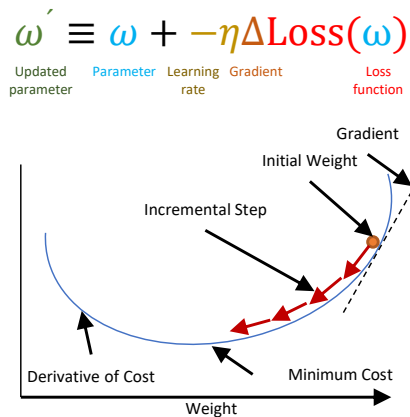 ω´ ≡ ω + −ηΔLoss(ω)
Updated parameter
Parameter
Learning rate
Gradient
Loss function
Gradient
Initial Weight
Incremental Step
Derivative of Cost
Minimum Cost
Weight